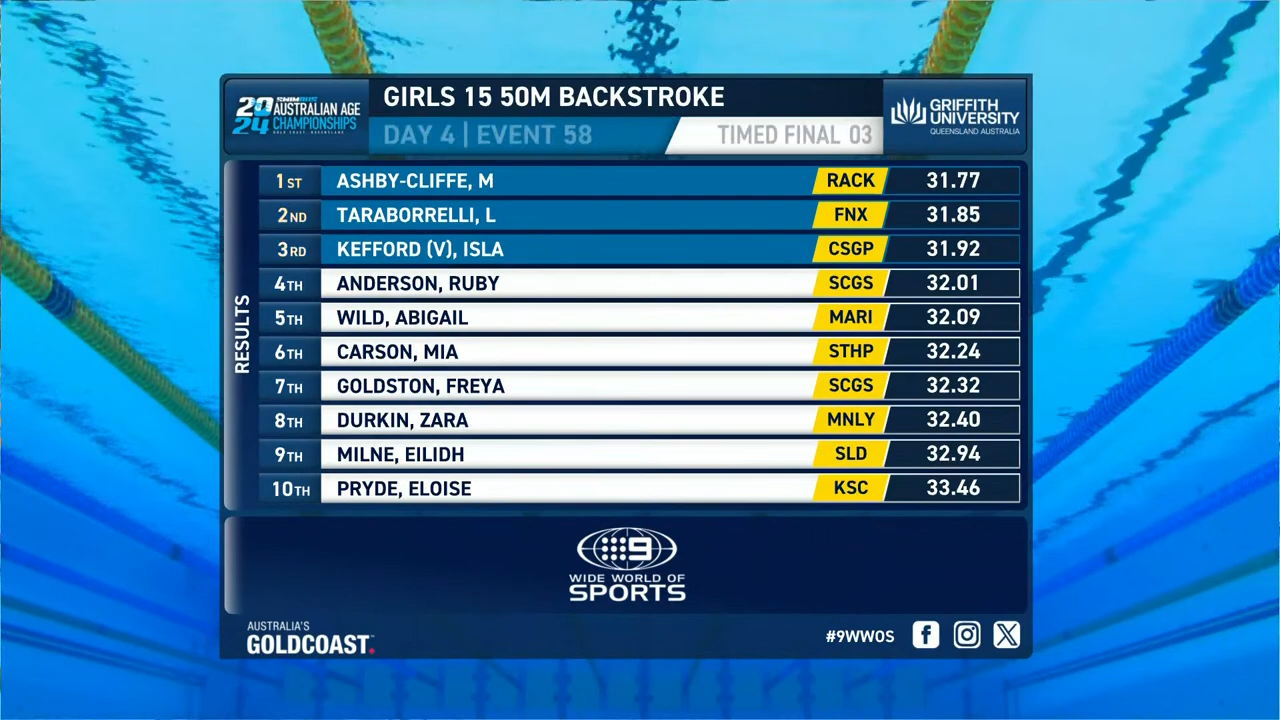 2024 AUSTRALIAN AGE
CHAMPIONSHIPS
GOLD COAST, QUEENSLAND
GIRLS 15 50M BACKSTROKE
DAY 4 | EVENT 58
TIMED FINAL 03
GRIFFITH
UNIVERSITY
QUEENSLAND AUSTRALIA
RESULTS
1ST ASHBY-CLIFFE, M RACK 31.77
2ND TARABORRELLI, L FNX 31.85
3RD KEFFORD (V), ISLA CSGP 31.92
4TH ANDERSON, RUBY SCGS 32.01
5TH WILD, ABIGAIL MARI 32.09
6TH CARSON, MIA STHP 32.24
7TH GOLDSTON, FREYA SCGS 32.32
8TH DURKIN, ZARA MNLY 32.40
9TH MILNE, EILIDH SLD 32.94
10TH PRYDE, ELOISE KSC 33.46
9
WIDE WORLD OF
SPORTS
AUSTRALIA'S
GOLDCOAST.
#9WWOS